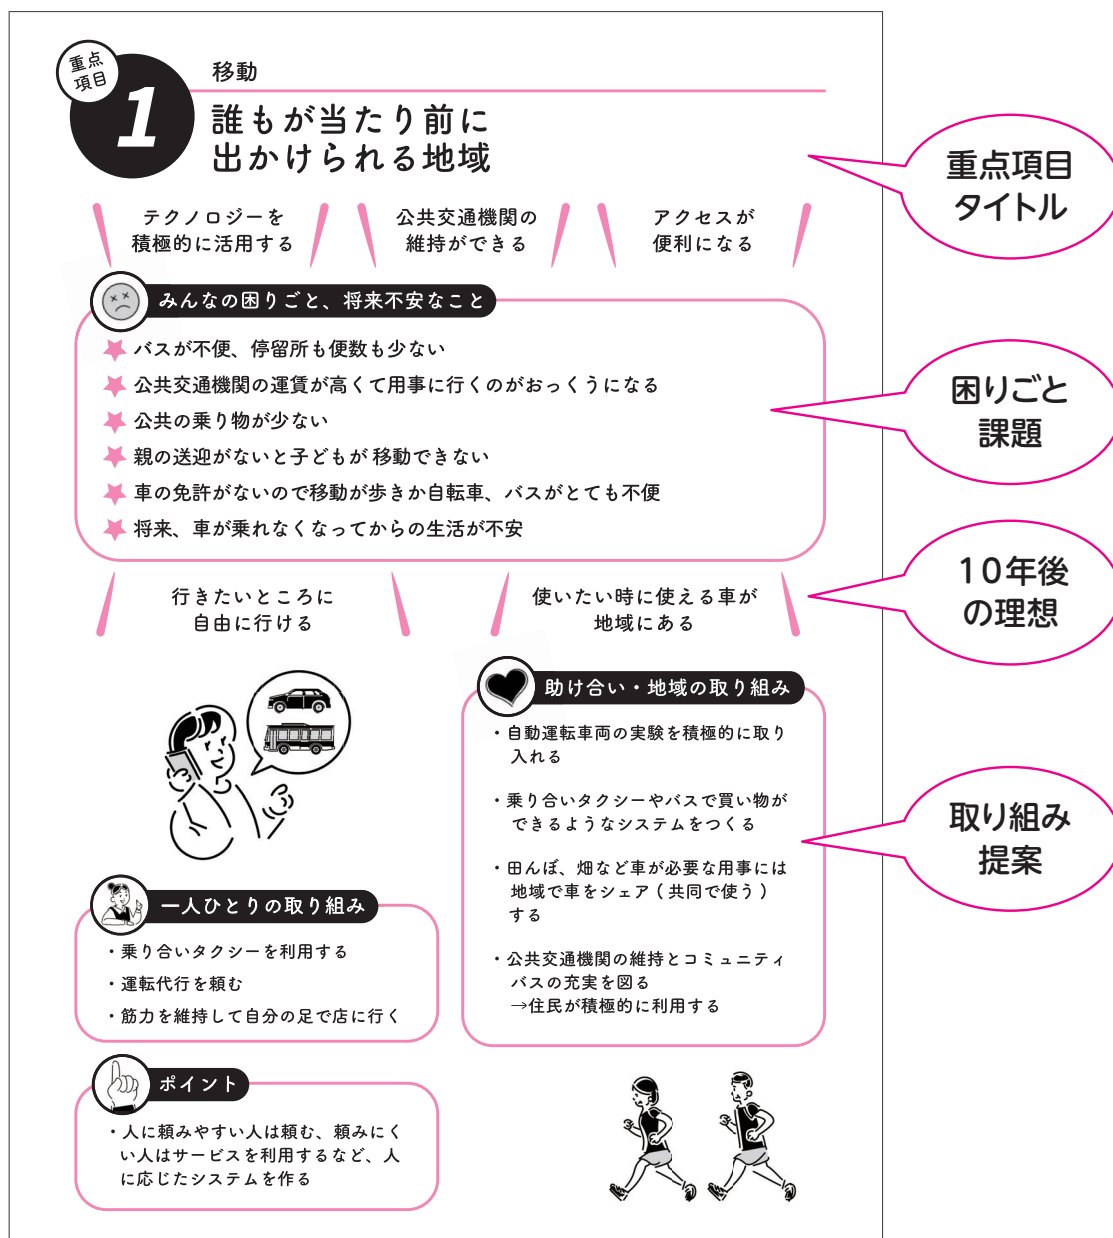 重点
項目
1
移動
誰もが当たり前に
出かけられる地域
テクノロジーを
積極的に活用する
公共交通機関の
維持ができる
アクセスが
便利になる
みんなの困りごと、将来不安なこと
バスが不便、停留所も便数も少ない
公共交通機関の運賃が高くて用事に行くのがおっくうになる
公共の乗り物が少ない
親の送迎がないと子どもが移動できない
車の免許がないので移動が歩きか自転車、バスがとても不便
将来、車が乗れなくなってからの生活が不安
行きたいところに
自由に行ける
使いたい時に使える車が
地域にある
一人ひとりの取り組み
・乗り合いタクシーを利用する
・運転代行を頼む
・筋力を維持して自分の足で店に行く
ポイント
・人に頼みやすい人は頼む、頼みにく
い人はサービスを利用するなど、人
に応じたシステムを作る
助け合い・地域の取り組み
・自動運転車両の実験を積極的に取り
入れる
・乗り合いタクシーやバスで買い物が
できるようなシステムをつくる
・田んぼ、畑など車が必要な用事には
地域で車をシェア(共同で使う)
する
・公共交通機関の維持とコミュニティ
バスの充実を図る
→住民が積極的に利用する
重点項目
タイトル
困りごと
課題
10年後
の理想
取り組み
提案